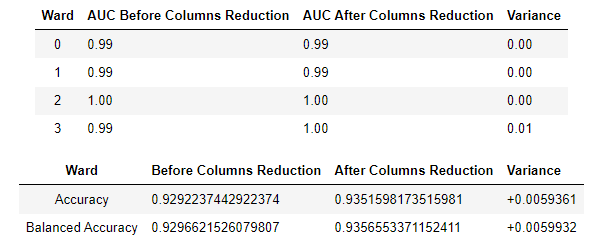 Ward AUC Before Columns Reduction AUC After Columns Reduction Variance
0 0.99 0.99 0.00
1 0.99 0.99 0.00
2 1.00 1.00 0.00
3 0.99 1.00 0.01
Ward Before Columns Reduction After Columns Reduction Variance
Accuracy 0.9292237442922374 0.9351598173515981 +0.0059361
Balanced Accuracy 0.9296621526079807 0.9356553371152411 +0.0059932